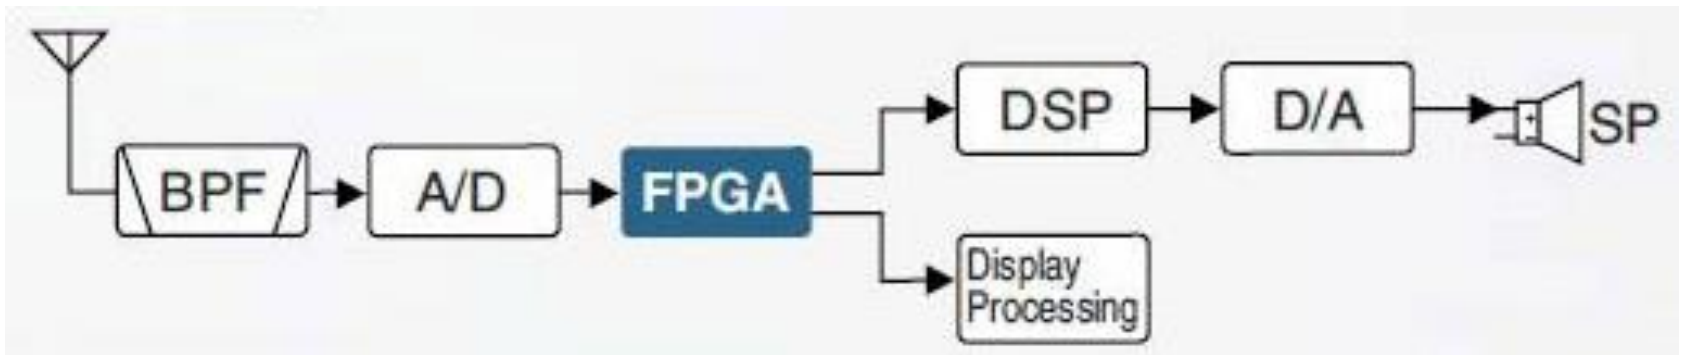 BPF
A/D
FPGA
DSP
D/A
SP
Display
Processing